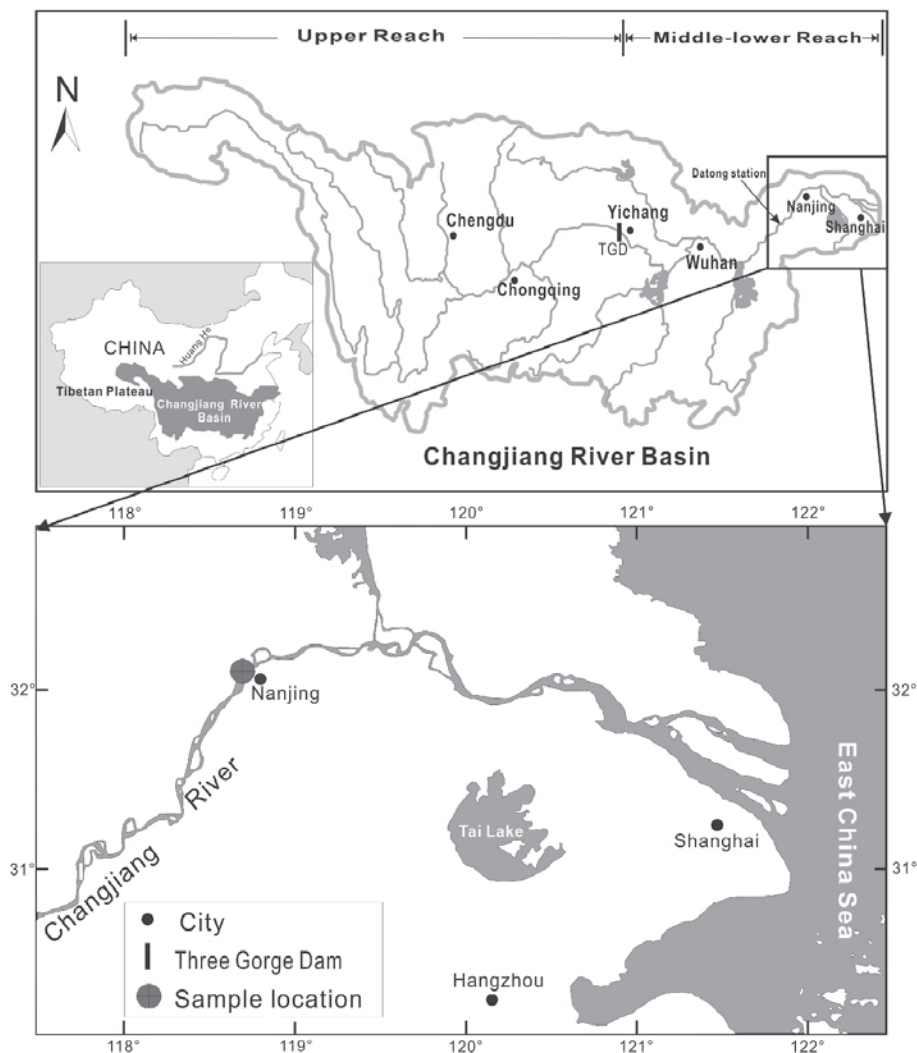 Upper Reach
Middle-lower Reach
N
Datong station
Nanjing
Shanghai
Yichang
Chengdu
TGD
Wuhan
Chongqing
CHINA
Huang He
Tibetan Plateau
Changjiang River
Basin
Changjiang River Basin
118°
119°
120°
121°
122°
32°
32°
Nanjing
Changjiang River
East China Sea
Tai Lake
Shanghai
31°
31°
City
Three Gorge Dam
Sample location
Hangzhou
118°
119°
120°
121°
122°